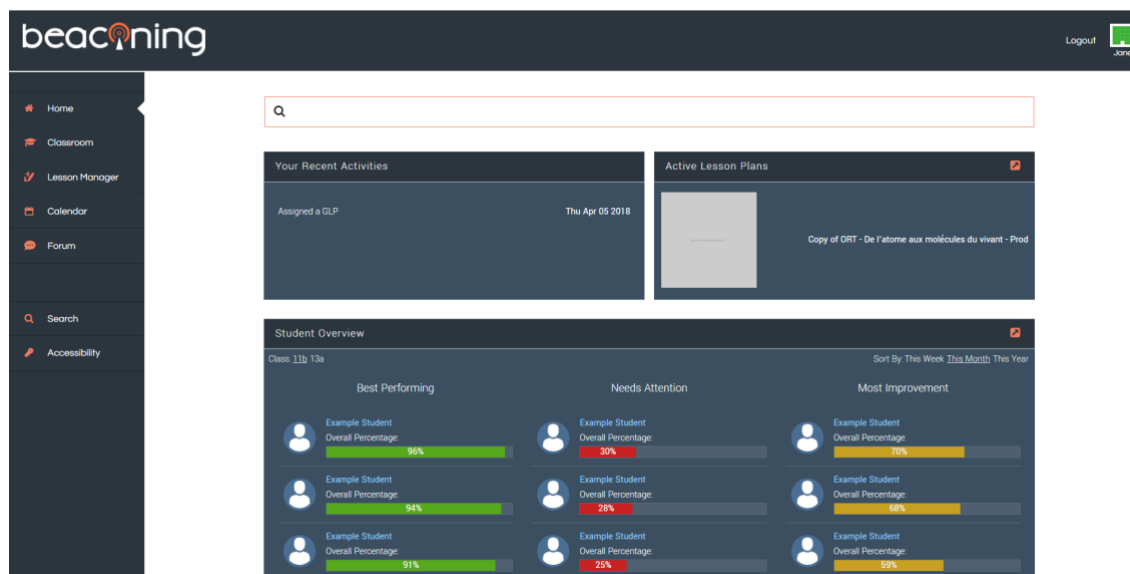 beaconing
Logout
Home
Classroom
Lesson Manager
Calendar
Forum
Search
Accessibility
Your Recent Activities
Assigned a GLP Thu Apr 05 2018
Active Lesson Plans
Copy of ORT - De l'atome aux molécules du vivant - Prod
Student Overview
Class: 11b 13a Sort By: This Week This Month This Year
Best Performing Needs Attention Most Improvement
Example Student Example Student Example Student
Overall Percentage: Overall Percentage: Overall Percentage:
96% 30% 70%
Example Student Example Student Example Student
Overall Percentage: Overall Percentage: Overall Percentage:
94% 28% 68%
Example Student Example Student Example Student
Overall Percentage: Overall Percentage: Overall Percentage:
91% 25% 59%